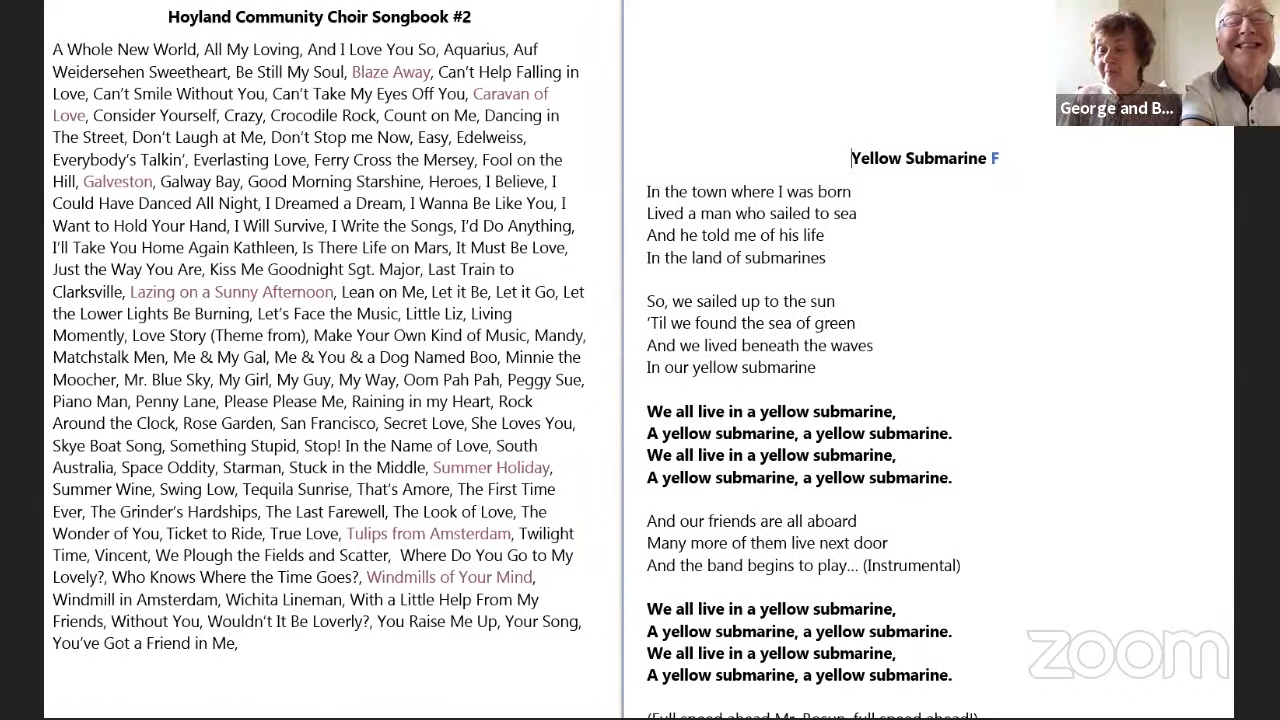 Hoyland Community Choir Songbook #2
A Whole New World, All My Loving, And I Love You So, Aquarius, Auf
Weidersehen Sweetheart, Be Still My Soul, Blaze Away, Can't Help Falling in
Love, Can't Smile Without You, Can't Take My Eyes Off You, Caravan of
Love, Consider Yourself, Crazy, Crocodile Rock, Count on Me, Dancing in
The Street, Don't Laugh at Me, Don't Stop me Now, Easy, Edelweiss,
Everybody's Talkin', Everlasting Love, Ferry Cross the Mersey, Fool on the
Hill, Galveston, Galway Bay, Good Morning Starshine, Heroes, I Believe, I
Could Have Danced All Night, I Dreamed a Dream, I Wanna Be Like You, I
Want to Hold Your Hand, I Will Survive, I Write the Songs, I'd Do Anything,
I'll Take You Home Again Kathleen, Is There Life on Mars, It Must Be Love,
Just the Way You Are, Kiss Me Goodnight Sgt. Major, Last Train to
Clarksville, Lazing on a Sunny Afternoon, Lean on Me, Let it Be, Let it Go, Let
the Lower Lights Be Burning, Let's Face the Music, Little Liz, Living
Momently, Love Story (Theme from), Make Your Own Kind of Music, Mandy,
Matchstalk Men, Me & My Gal, Me & You & a Dog Named Boo, Minnie the
Moocher, Mr. Blue Sky, My Girl, My Guy, My Way, Oom Pah Pah, Peggy Sue,
Piano Man, Penny Lane, Please Please Me, Raining in my Heart, Rock
Around the Clock, Rose Garden, San Francisco, Secret Love, She Loves You,
Skye Boat Song, Something Stupid, Stop! In the Name of Love, South
Australia, Space Oddity, Starman, Stuck in the Middle, Summer Holiday,
Summer Wine, Swing Low, Tequila Sunrise, That's Amore, The First Time
Ever, The Grinder's Hardships, The Last Farewell, The Look of Love, The
Wonder of You, Ticket to Ride, True Love, Tulips from Amsterdam, Twilight
Time, Vincent, We Plough the Fields and Scatter,  Where Do You Go to My
Lovely?, Who Knows Where the Time Goes?, Windmills of Your Mind,
Windmill in Amsterdam, Wichita Lineman, With a Little Help From My
Friends, Without You, Wouldn't It Be Loverly?, You Raise Me Up, Your Song,
You've Got a Friend in Me,
Yellow Submarine F
In the town where I was born
Lived a man who sailed to sea
And he told me of his life
In the land of submarines
So, we sailed up to the sun
'Til we found the sea of green
And we lived beneath the waves
In our yellow submarine
We all live in a yellow submarine,
A yellow submarine, a yellow submarine.
We all live in a yellow submarine,
A yellow submarine, a yellow submarine.
And our friends are all aboard
Many more of them live next door
And the band begins to play... (Instrumental)
We all live in a yellow submarine,
A yellow submarine, a yellow submarine.
We all live in a yellow submarine,
A yellow submarine, a yellow submarine.
(Full speed ahead Mr. Bosun, full speed ahead!)
George and B...
zoom